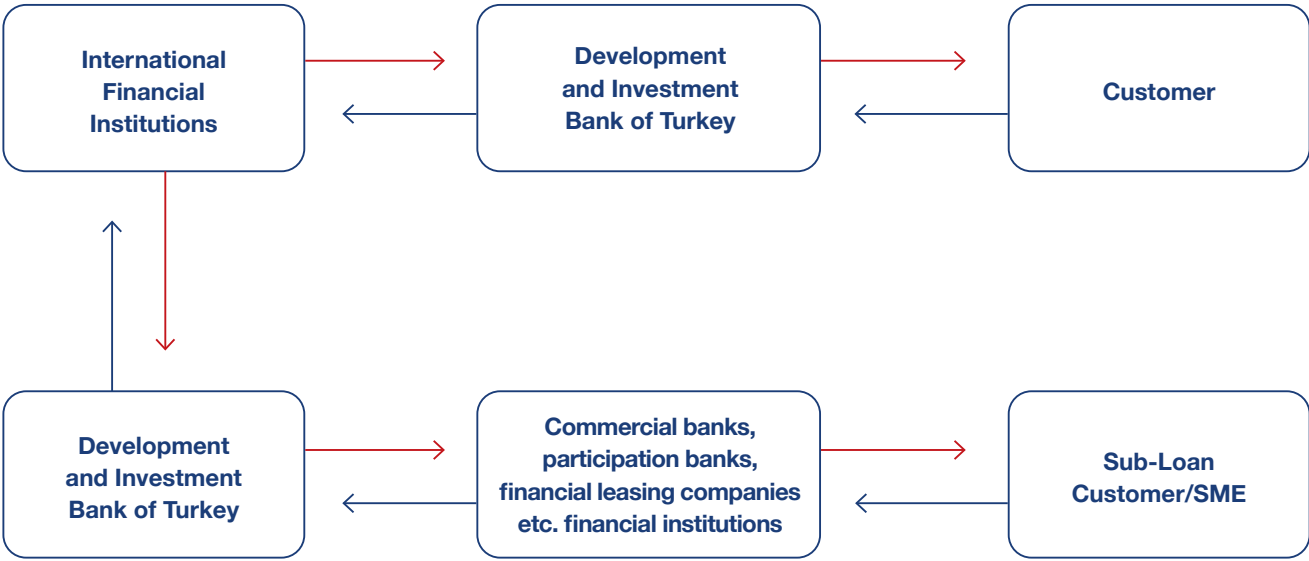 International
Financial
Institutions
Development
and Investment
Bank of Turkey
Customer
Development
and Investment
Bank of Turkey
Commercial banks,
participation banks,
financial leasing companies
etc. financial institutions
Sub-Loan
Customer/SME